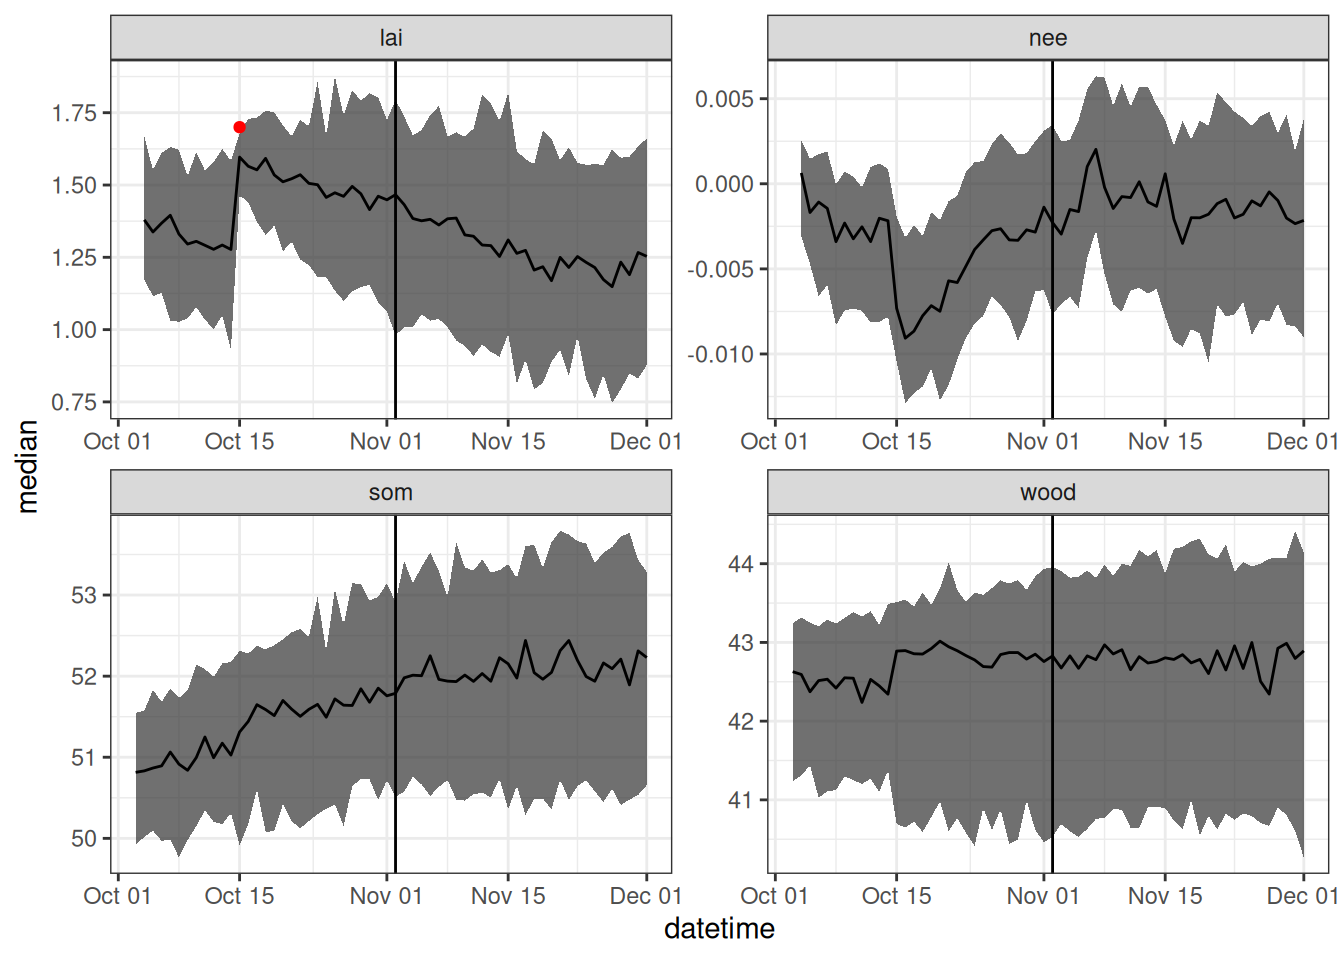 lai
nee
1.75
1.50
1.25
1.00
0.75
0.005
0.000
-0.005
-0.010
Oct 01 Oct 15 Nov 01 Nov 15 Dec 01
Oct 01 Oct 15 Nov 01 Nov 15 Dec 01
median
som
wood
53
52
51
50
44
43
42
41
Oct 01 Oct 15 Nov 01 Nov 15 Dec 01
Oct 01 Oct 15 Nov 01 Nov 15 Dec 01
datetime